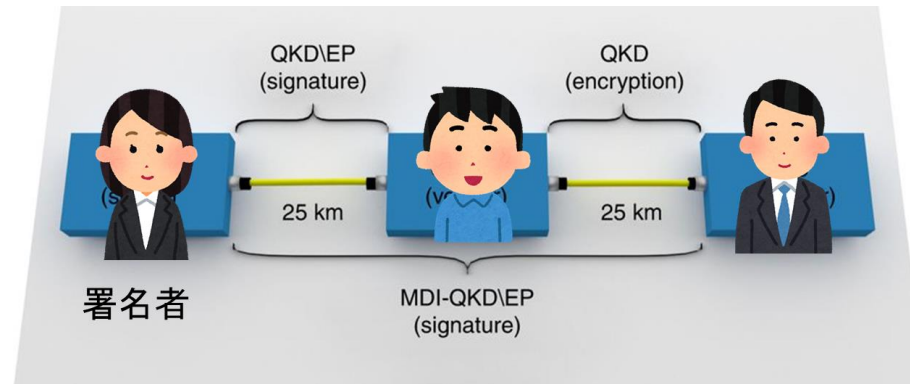 QKD\EP
(signature)
QKD
(encryption)
25 km
25 km
署名者
MDI-QKD\EP
(signature)